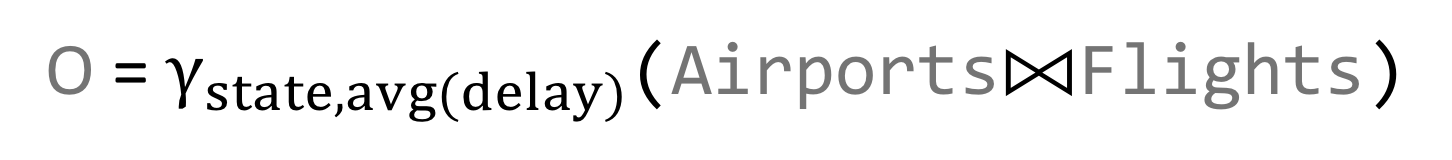 O = γstate,avg(delay)(Airports⋈Flights)